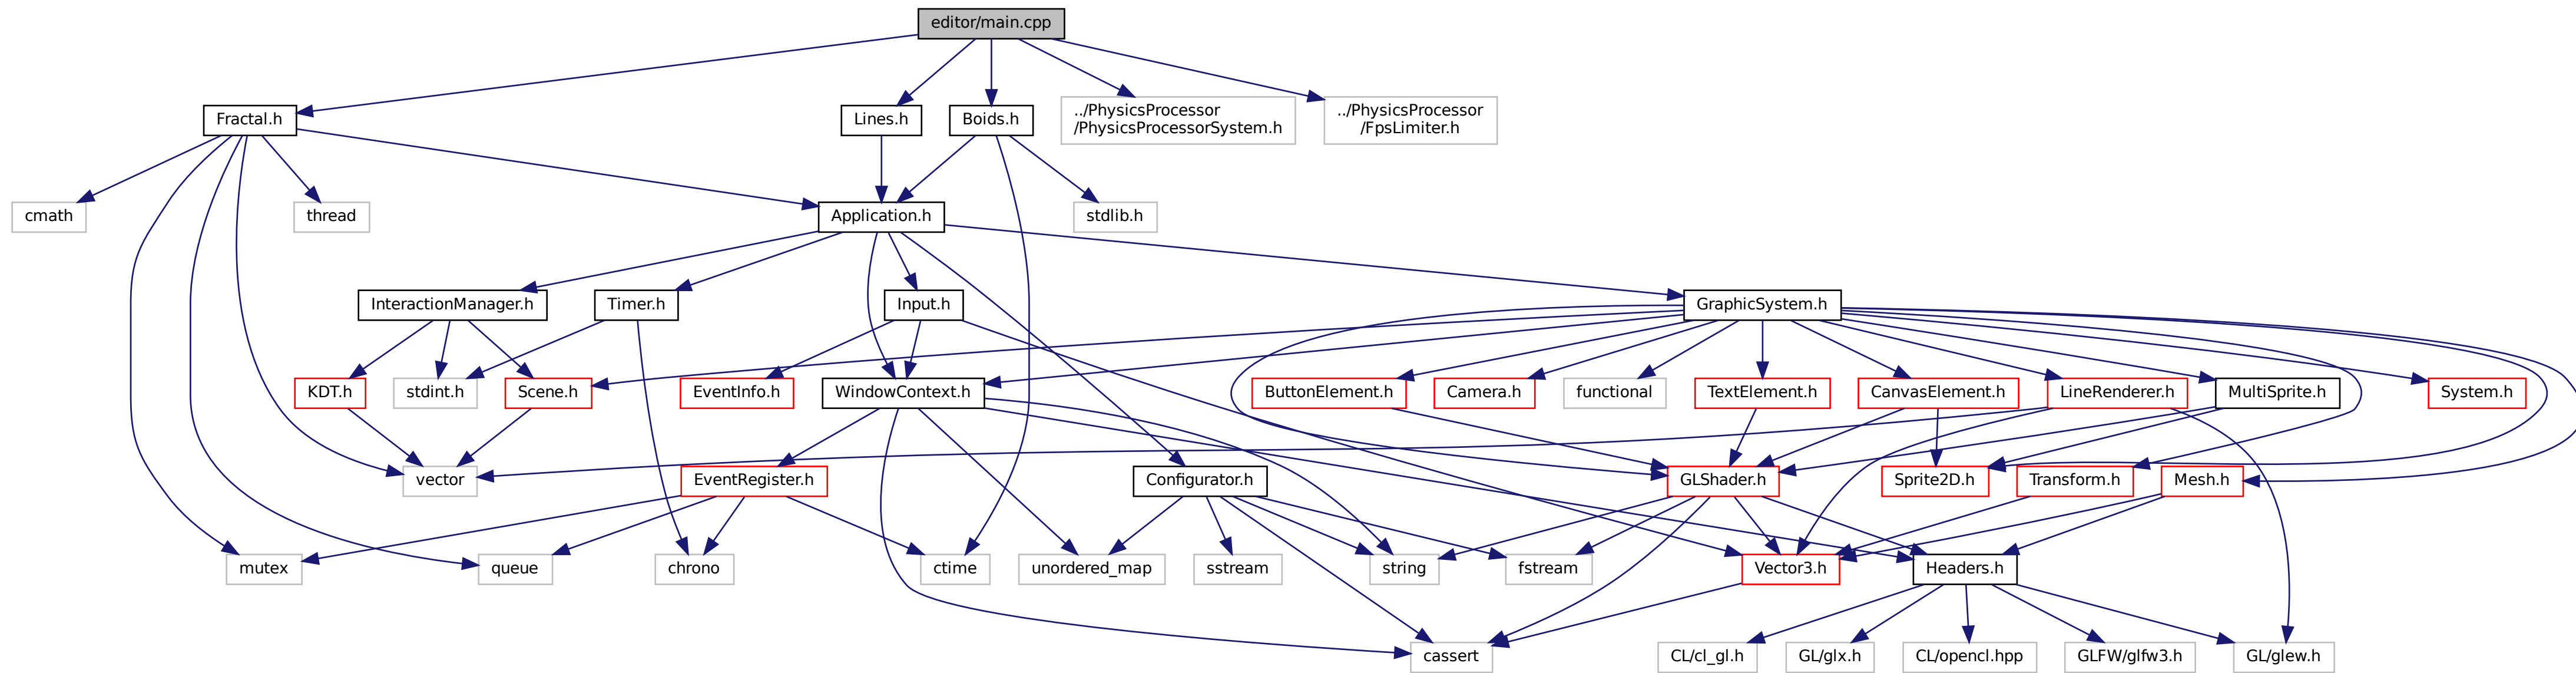 editor/main.cpp
Fractal.h
Lines.h
Boids.h
../PhysicsProcessor
/PhysicsProcessorSystem.h
../PhysicsProcessor
/FpsLimiter.h
cmath
thread
Application.h
stdlib.h
InteractionManager.h
Timer.h
Input.h
GraphicSystem.h
KDT.h
stdint.h
Scene.h
EventInfo.h
WindowContext.h
ButtonElement.h
Camera.h
functional
TextElement.h
CanvasElement.h
LineRenderer.h
MultiSprite.h
System.h
vector
EventRegister.h
Configurator.h
GLShader.h
Sprite2D.h
Transform.h
Mesh.h
mutex
queue
chrono
ctime
unordered_map
sstream
string
fstream
Vector3.h
Headers.h
cassert
CL/cl_gl.h
GL/glx.h
CL/opencl.hpp
GLFW/glfw3.h
GL/glew.h